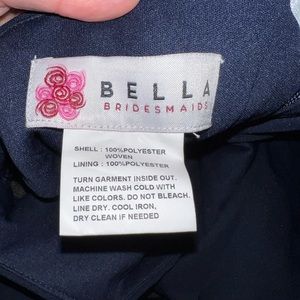 BELLA
BRIDESMAIDS
SHELL : 100%POLYESTER
WOVEN
LINING : 100%POLYESTER
TURN GARMENT INSIDE OUT.
MACHINE WASH COLD WITH
LIKE COLORS. DO NOT BLEACH.
LINE DRY. COOL IRON,
DRY CLEAN IF NEEDED